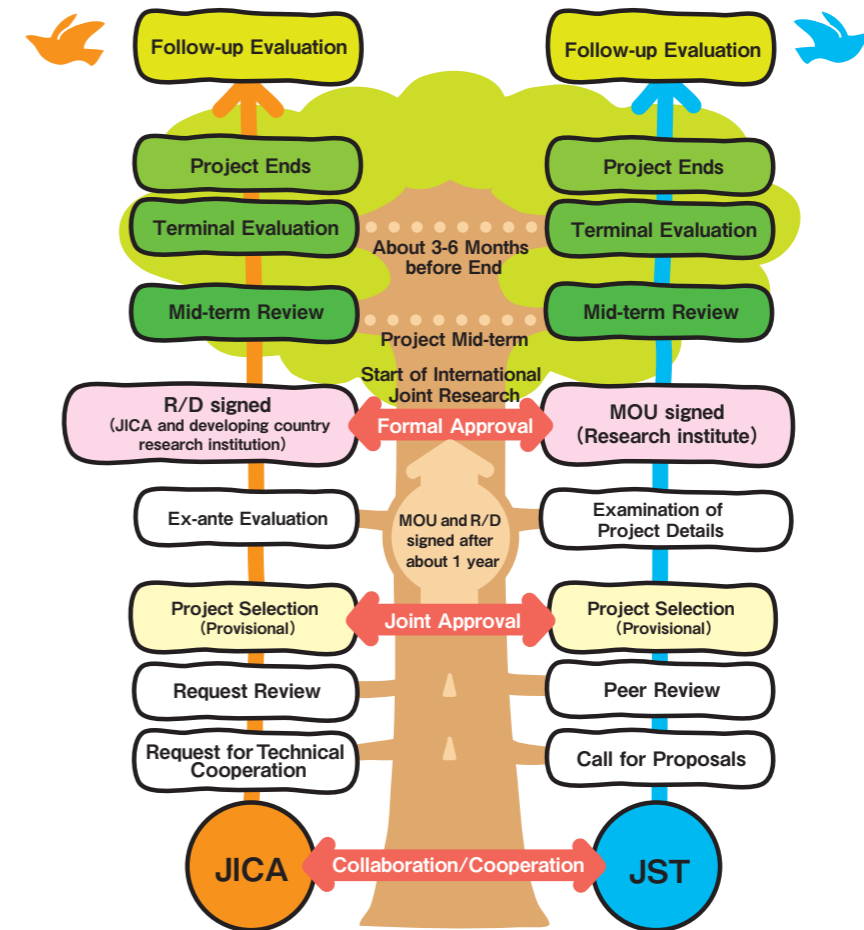 Follow-up Evaluation
Follow-up Evaluation
Project Ends
Project Ends
Terminal Evaluation
Terminal Evaluation
About 3-6 Months
before End
Mid-term Review
Mid-term Review
Project Mid-term
Start of International
Joint Research
R/D signed
(JICA and developing country
research institution)
Formal Approval
MOU signed
(Research institute)
Ex-ante Evaluation
MOU and R/D
signed after
about 1 year
Examination of
Project Details
Project Selection
(Provisional)
Joint Approval
Project Selection
(Provisional)
Request Review
Peer Review
Request for Technical
Cooperation
Call for Proposals
JICA
Collaboration/Cooperation
JST